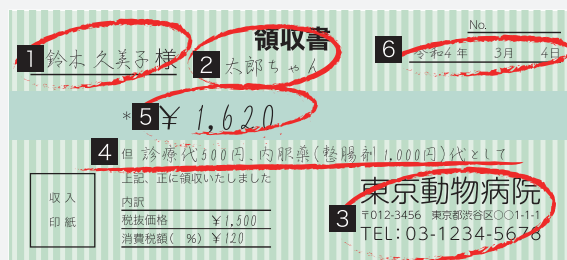 領収書
No.
1 鈴木 久美子 様
2 太郎ちゃん
6 令和4年 3月 4日
* 5 ¥ 1,620
4 但 診療代500円、内服薬(整腸剤1,000円)代として
上記、正に領収いたしました
収入
印紙
内訳
税抜価格 ¥1,500
消費税額( %) ¥120
3 東京動物病院
〒012-3456 東京都渋谷区○○1-1-1
TEL:03-1234-5678